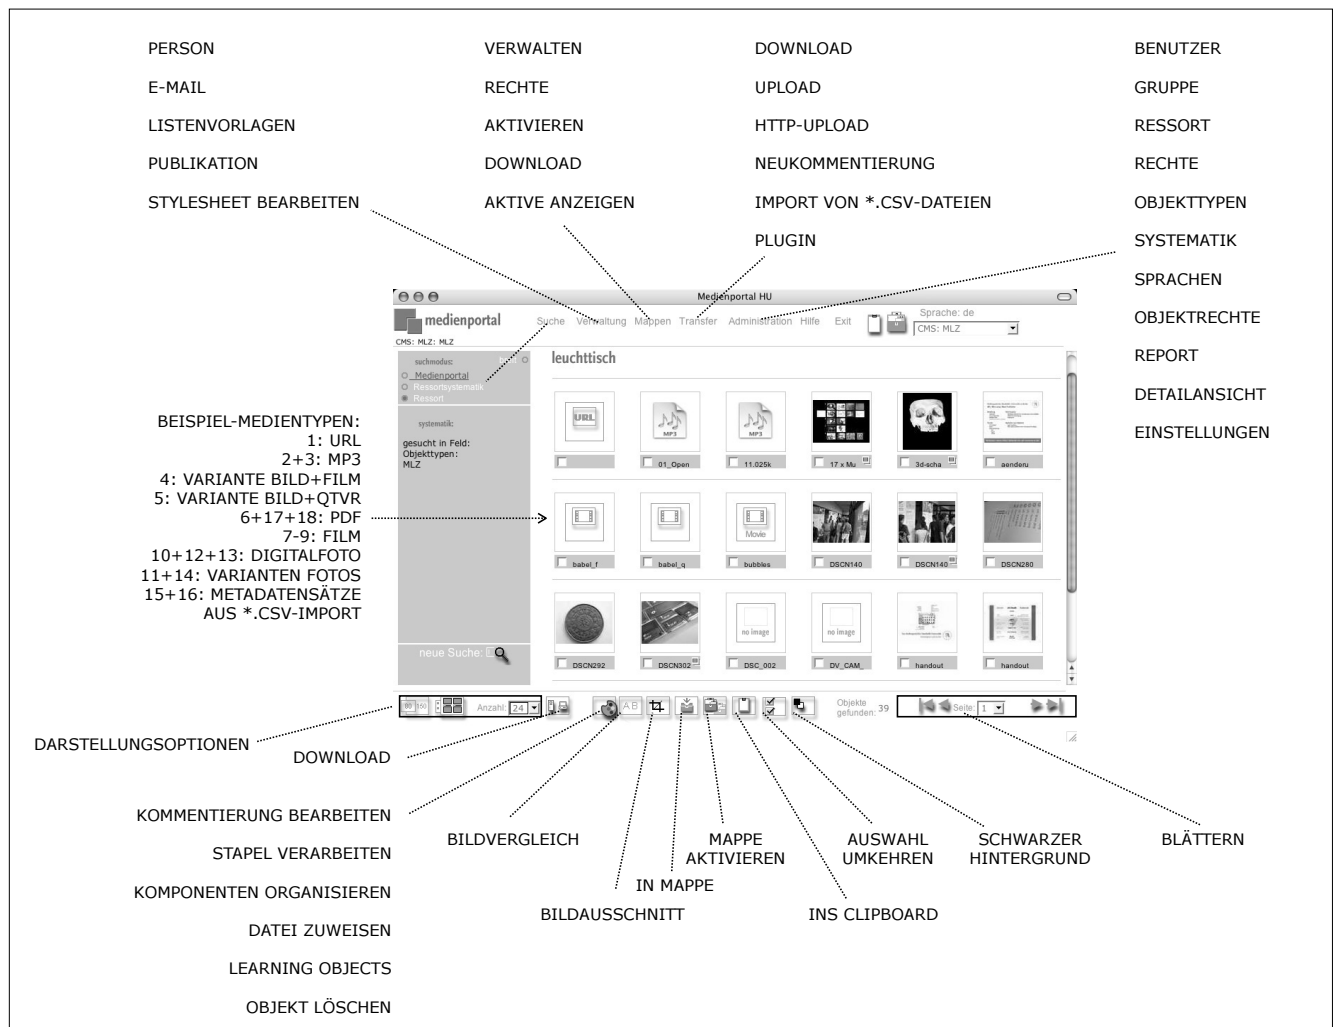 PERSON
E-MAIL
LISTENVORLAGEN
PUBLIKATION
STYLESHEET BEARBEITEN
VERWALTEN
RECHTE
AKTIVIEREN
DOWNLOAD
AKTIVE ANZEIGEN
DOWNLOAD
UPLOAD
HTTP-UPLOAD
NEUKOMMENTIERUNG
IMPORT VON *.CSV-DATEIEN
PLUGIN
BENUTZER
GRUPPE
RESSORT
RECHTE
OBJEKTTYPEN
SYSTEMATIK
SPRACHEN
OBJEKTRECHTE
REPORT
DETAILANSICHT
EINSTELLUNGEN
Medienportal HU
medienportal
Suche Verwaltung Mappen Transfer Administration Hilfe Exit
Sprache: de
CMS: MLZ
CMS: MLZ: MLZ
suchmodus:
Medienportal
Ressortsystematik
Ressort
systematik:
gesucht in Feld:
Objekttypen:
MLZ
neue Suche:
leuchttisch
URL
MP3
MP3
01_Open
11.025k
17 x Mu
3d-scha
aenderu
Movie
babel_f
babel_q
bubbles
DSCN140
DSCN140
DSCN280
no image
no image
DSCN292
DSCN302
DSC_002
DV_CAM_
handout
handout
BEISPIEL-MEDIENTYPEN:
1: URL
2+3: MP3
4: VARIANTE BILD+FILM
5: VARIANTE BILD+QTVR
6+17+18: PDF
7-9: FILM
10+12+13: DIGITALFOTO
11+14: VARIANTEN FOTOS
15+16: METADATENSÄTZE
AUS *.CSV-IMPORT
80 150
Anzahl: 24
AB
Objekte
gefunden: 39
Seite: 1
DARSTELLUNGSOPTIONEN
DOWNLOAD
KOMMENTIERUNG BEARBEITEN
STAPEL VERARBEITEN
KOMPONENTEN ORGANISIEREN
DATEI ZUWEISEN
LEARNING OBJECTS
OBJEKT LÖSCHEN
BILDVERGLEICH
BILDAUSSCHNITT
IN MAPPE
MAPPE
AKTIVIEREN
INS CLIPBOARD
AUSWAHL
UMKEHREN
SCHWARZER
HINTERGRUND
BLÄTTERN